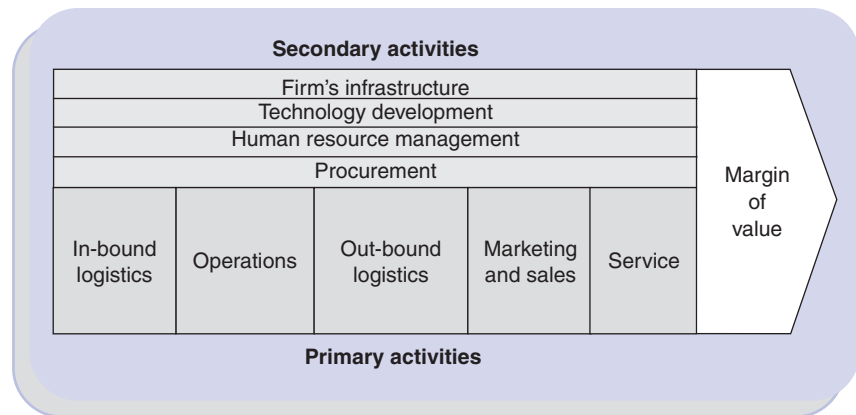 Secondary activities
Firm's infrastructure
Technology development
Human resource management
Procurement
In-bound
logistics
Operations
Out-bound
logistics
Marketing
and sales
Service
Margin
of
value
Primary activities